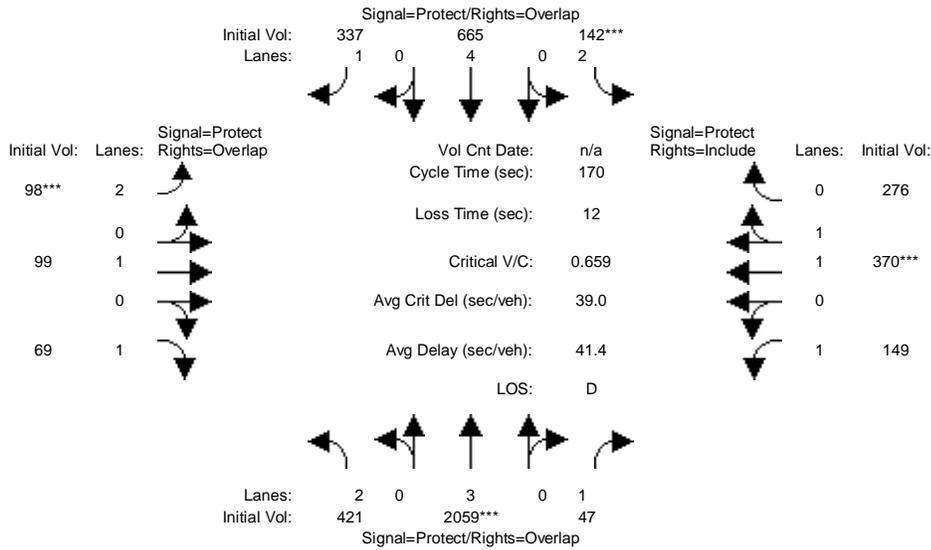 Signal=Protect/Rights=Overlap
Initial Vol: 337 665 142***
Lanes: 1 0 4 0 2
Signal=Protect
Rights=Overlap
Signal=Protect
Rights=Include
Initial Vol: Lanes:
Vol Cnt Date: n/a
Lanes: Initial Vol:
Cycle Time (sec): 170
98*** 2
0 276
Loss Time (sec): 12
0
1
99 1
Critical V/C: 0.659
1 370***
0
Avg Crit Del (sec/veh): 39.0
0
69 1
Avg Delay (sec/veh): 41.4
1 149
LOS: D
Lanes: 2 0 3 0 1
Initial Vol: 421 2059*** 47
Signal=Protect/Rights=Overlap